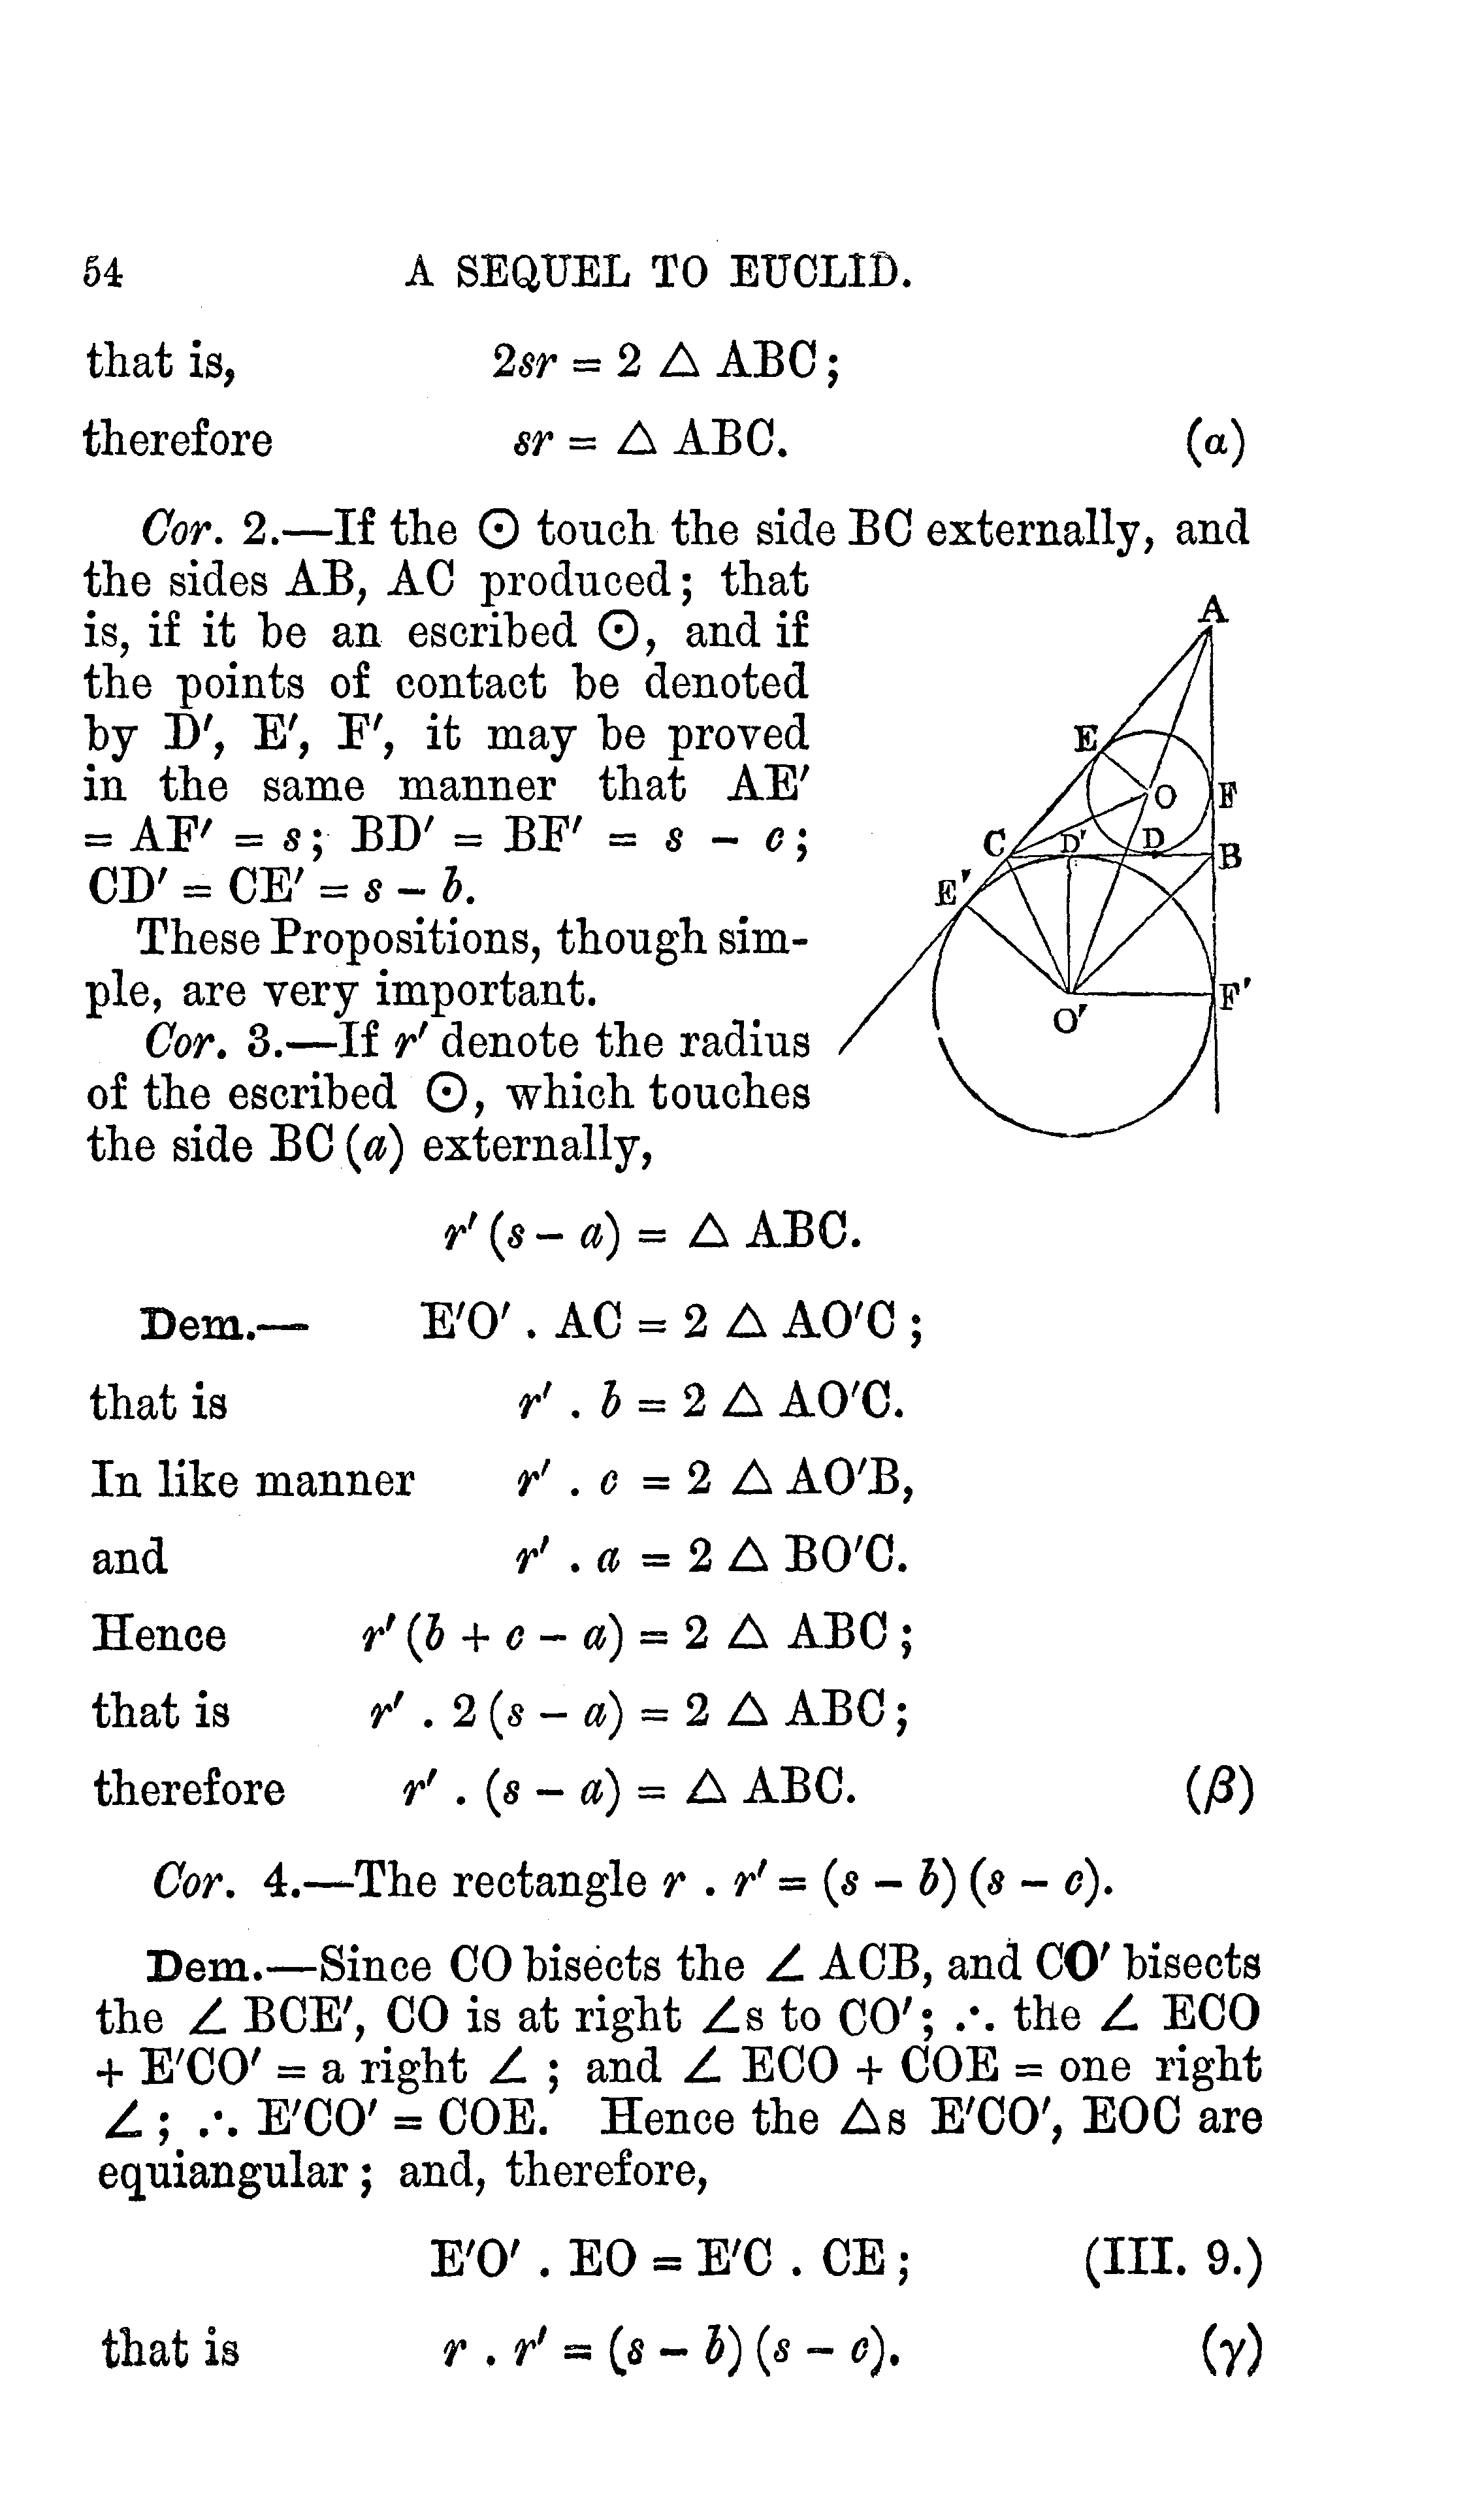 54 A SEQUEL TO EUCLID.
that is, 2sr = 2 △ ABC;
therefore sr = △ ABC. (α)
Cor. 2.—If the ⊙ touch the side BC externally, and
the sides AB, AC produced; that
is, if it be an escribed ⊙, and if
the points of contact be denoted
by D′, E′, F′, it may be proved
in the same manner that AE′
= AF′ = s; BD′ = BF′ = s − c;
CD′ = CE′ = s − b.
These Propositions, though sim-
ple, are very important.
Cor. 3.—If r′ denote the radius
of the escribed ⊙, which touches
the side BC (a) externally,
A
E
O
F
C
D′
D
B
E′
F′
O′
r′ (s − a) = △ ABC.
Dem.— E′O′ . AC = 2 △ AO′C;
that is r′ . b = 2 △ AO′C.
In like manner r′ . c = 2 △ AO′B,
and r′ . a = 2 △ BO′C.
Hence r′ (b + c − a) = 2 △ ABC;
that is r′ . 2 (s − a) = 2 △ ABC;
therefore r′ . (s − a) = △ ABC. (β)
Cor. 4.—The rectangle r . r′ = (s − b) (s − c).
Dem.—Since CO bisects the ∠ ACB, and CO′ bisects
the ∠ BCE′, CO is at right ∠s to CO′; ∴ the ∠ ECO
+ E′CO′ = a right ∠; and ∠ ECO + COE = one right
∠; ∴ E′CO′ = COE. Hence the △s E′CO′, EOC are
equiangular; and, therefore,
E′O′ . EO = E′C . CE; (III. 9.)
that is r . r′ = (s − b) (s − c). (γ)